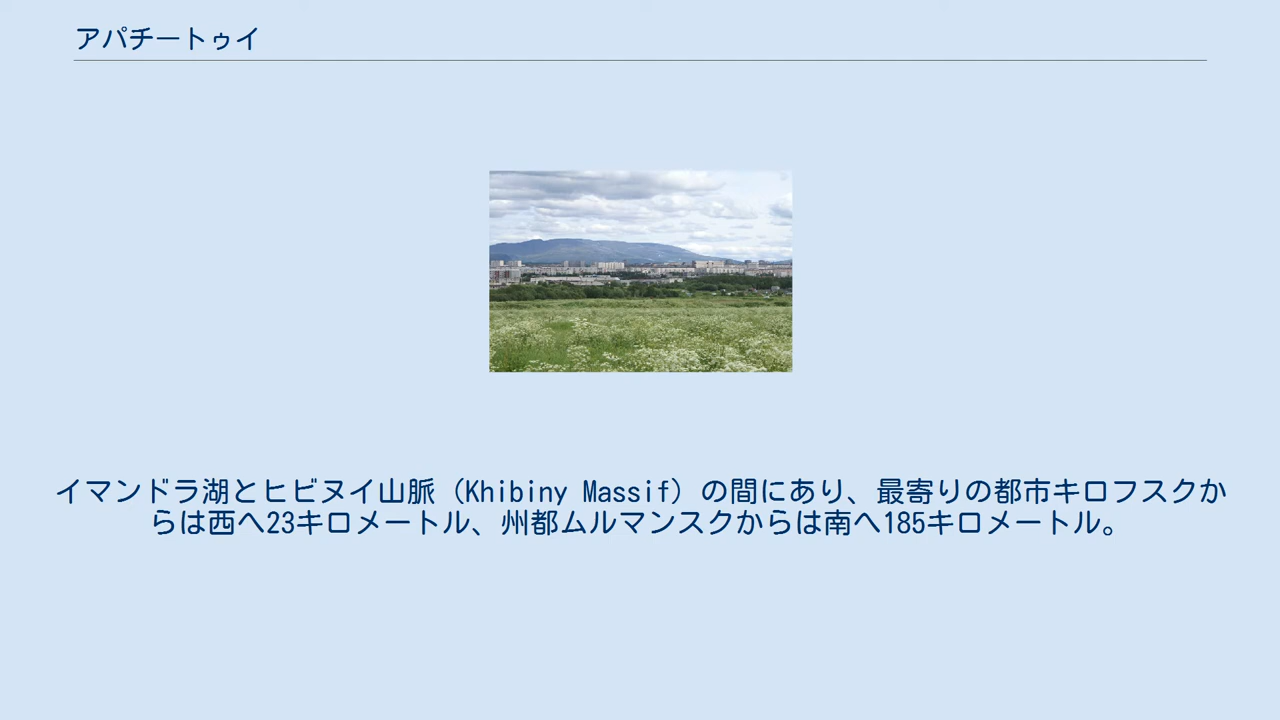 アパチートゥイ
イマンドラ湖とヒビヌイ山脈（Khibiny Massif）の間にあり、最寄りの都市キロフスクか
らは西へ23キロメートル、州都ムルマンスクからは南へ185キロメートル。